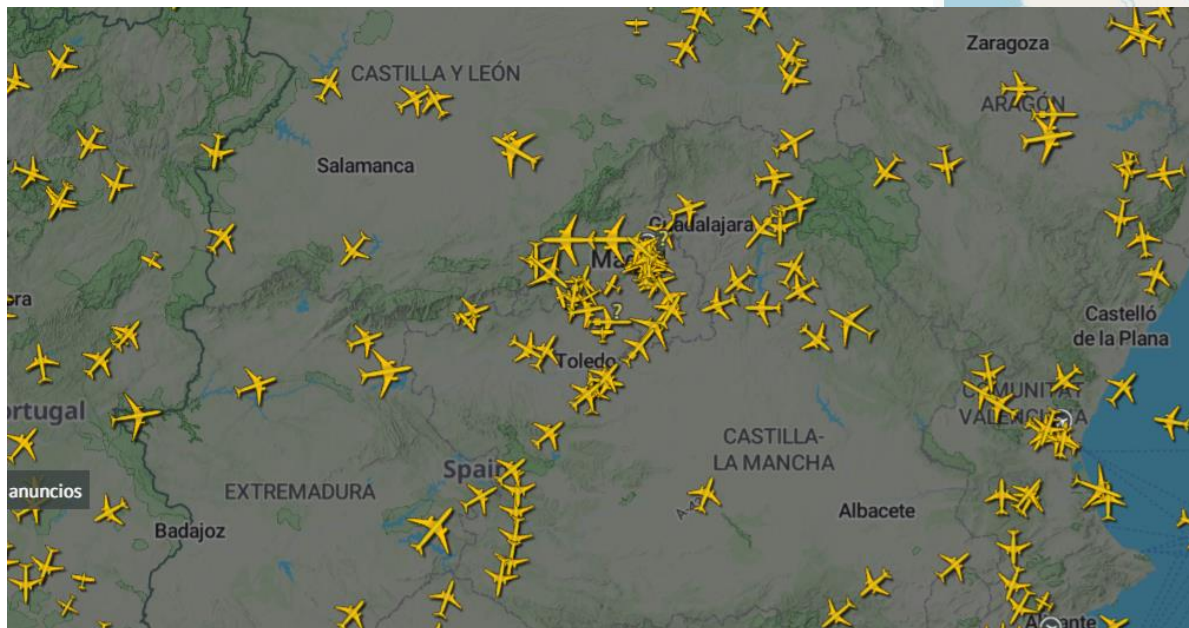 Zaragoza
CASTILLA Y LEÓN
ARAGÓN
Salamanca
Guadalajara
?
?
Castelló
de la Plana
Toledo
CASTILLA-
LA MANCHA
Spain
EXTREMADURA
anuncios
Albacete
Badajoz